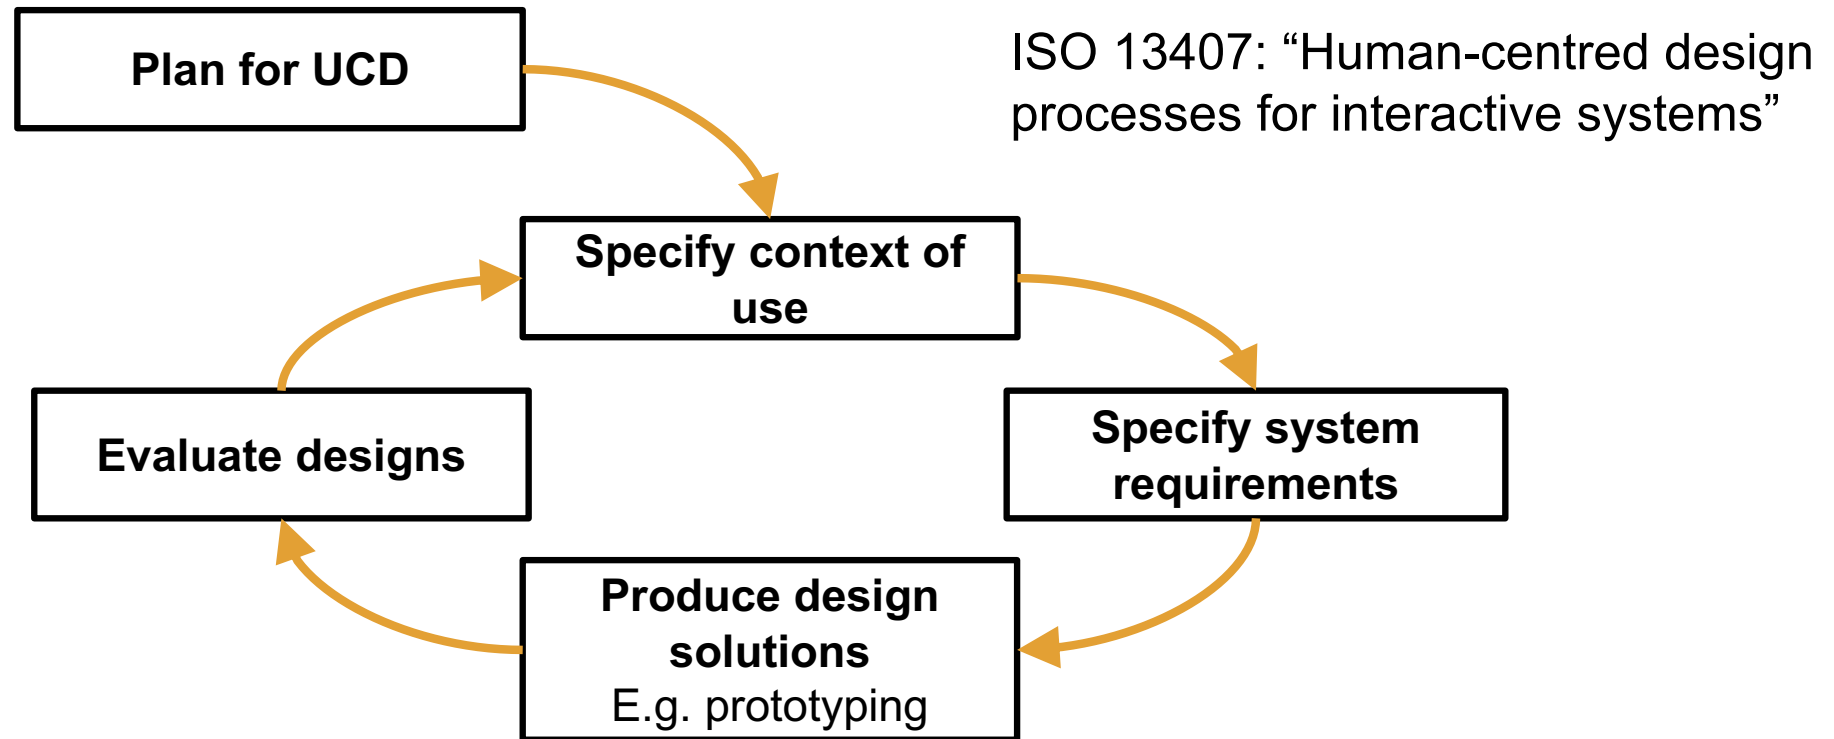 Plan for UCD
ISO 13407: “Human-centred design
processes for interactive systems”
Specify context of
use
Evaluate designs
Specify system
requirements
Produce design
solutions
E.g. prototyping